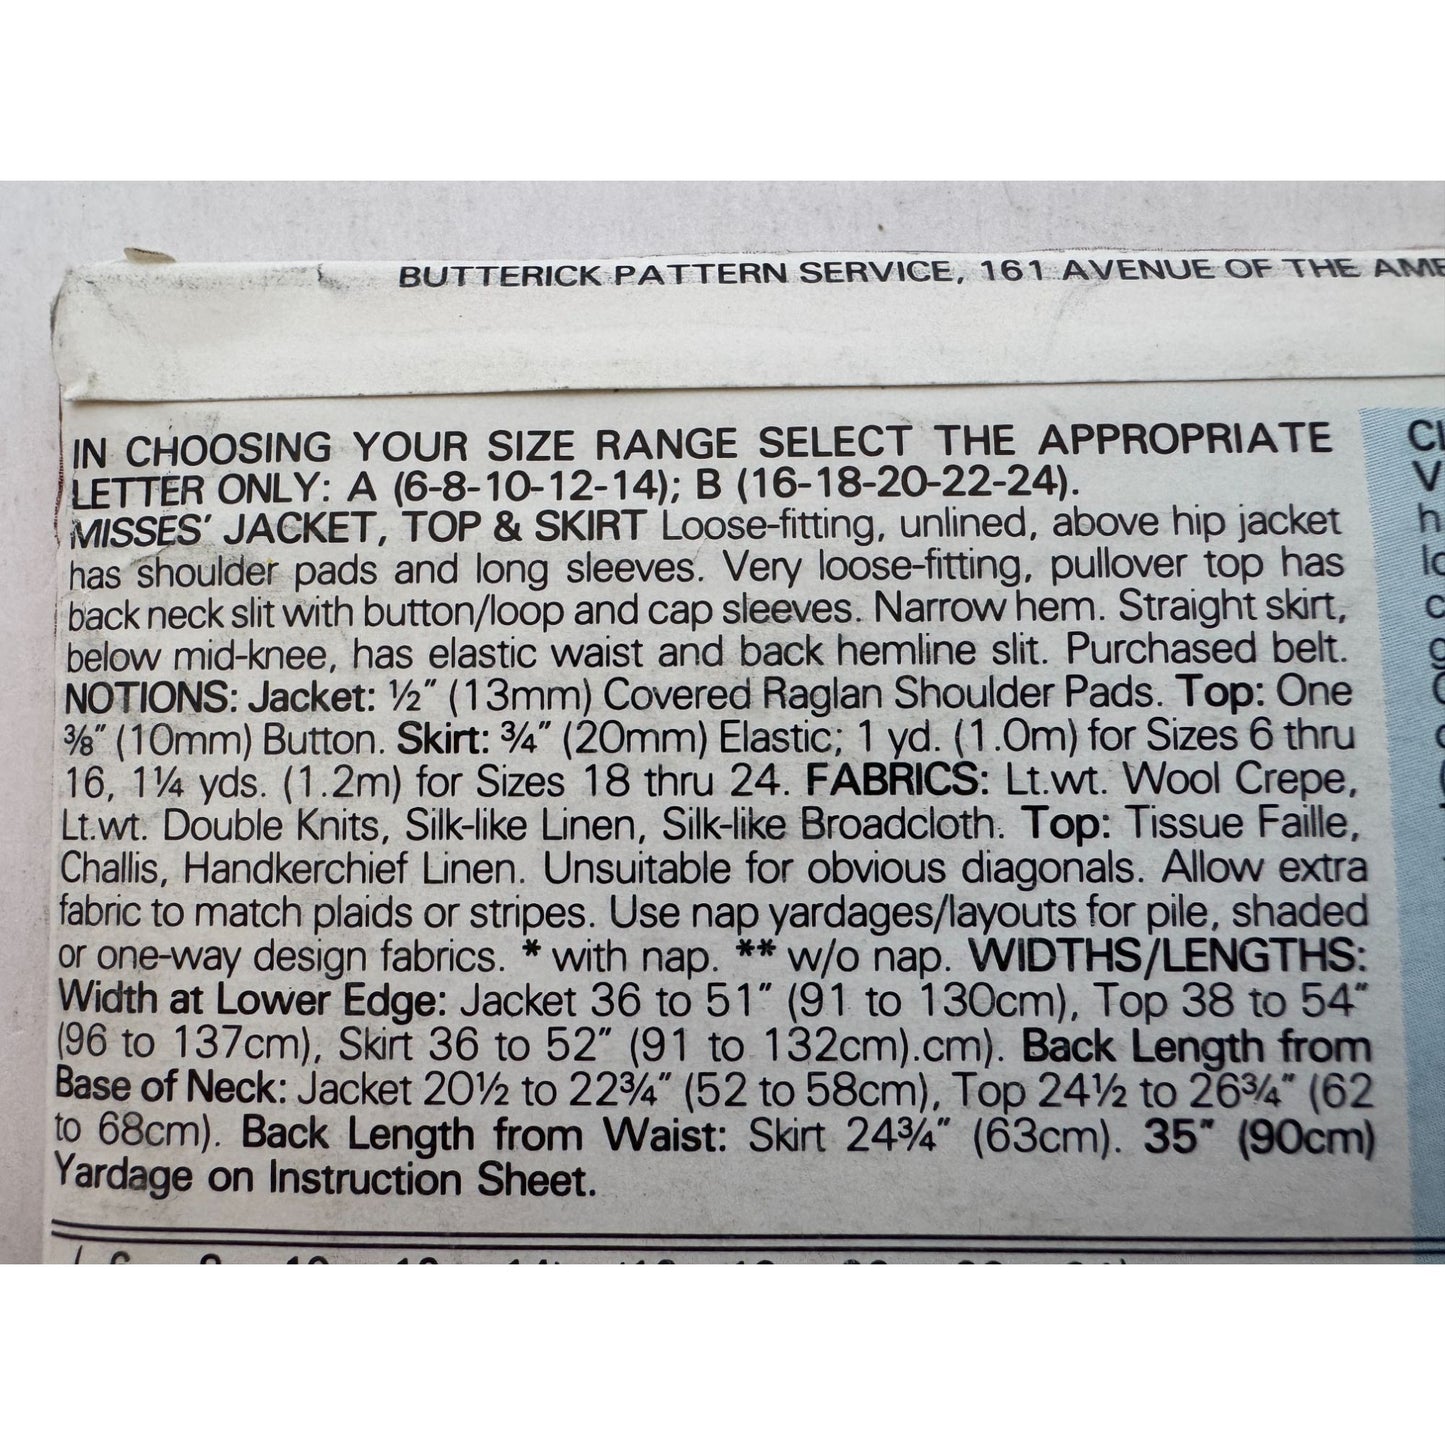 BUTTERICK PATTERN SERVICE, 161 AVENUE OF THE AME
IN CHOOSING YOUR SIZE RANGE SELECT THE APPROPRIATE
LETTER ONLY: A (6-8-10-12-14); B (16-18-20-22-24).
MISSES' JACKET, TOP & SKIRT Loose-fitting, unlined, above hip jacket
has shoulder pads and long sleeves. Very loose-fitting, pullover top has
back neck slit with button/loop and cap sleeves. Narrow hem. Straight skirt,
below mid-knee, has elastic waist and back hemline slit. Purchased belt.
NOTIONS: Jacket: ½" (13mm) Covered Raglan Shoulder Pads. Top: One
⅜" (10mm) Button. Skirt: ¾" (20mm) Elastic; 1 yd. (1.0m) for Sizes 6 thru
16, 1¼ yds. (1.2m) for Sizes 18 thru 24. FABRICS: Lt.wt. Wool Crepe,
Lt.wt. Double Knits, Silk-like Linen, Silk-like Broadcloth. Top: Tissue Faille,
Challis, Handkerchief Linen. Unsuitable for obvious diagonals. Allow extra
fabric to match plaids or stripes. Use nap yardages/layouts for pile, shaded
or one-way design fabrics. * with nap. ** w/o nap. WIDTHS/LENGTHS:
Width at Lower Edge: Jacket 36 to 51" (91 to 130cm), Top 38 to 54"
(96 to 137cm), Skirt 36 to 52" (91 to 132cm).cm). Back Length from
Base of Neck: Jacket 20½ to 22¾" (52 to 58cm), Top 24½ to 26¾" (62
to 68cm). Back Length from Waist: Skirt 24¾" (63cm). 35" (90cm)
Yardage on Instruction Sheet.